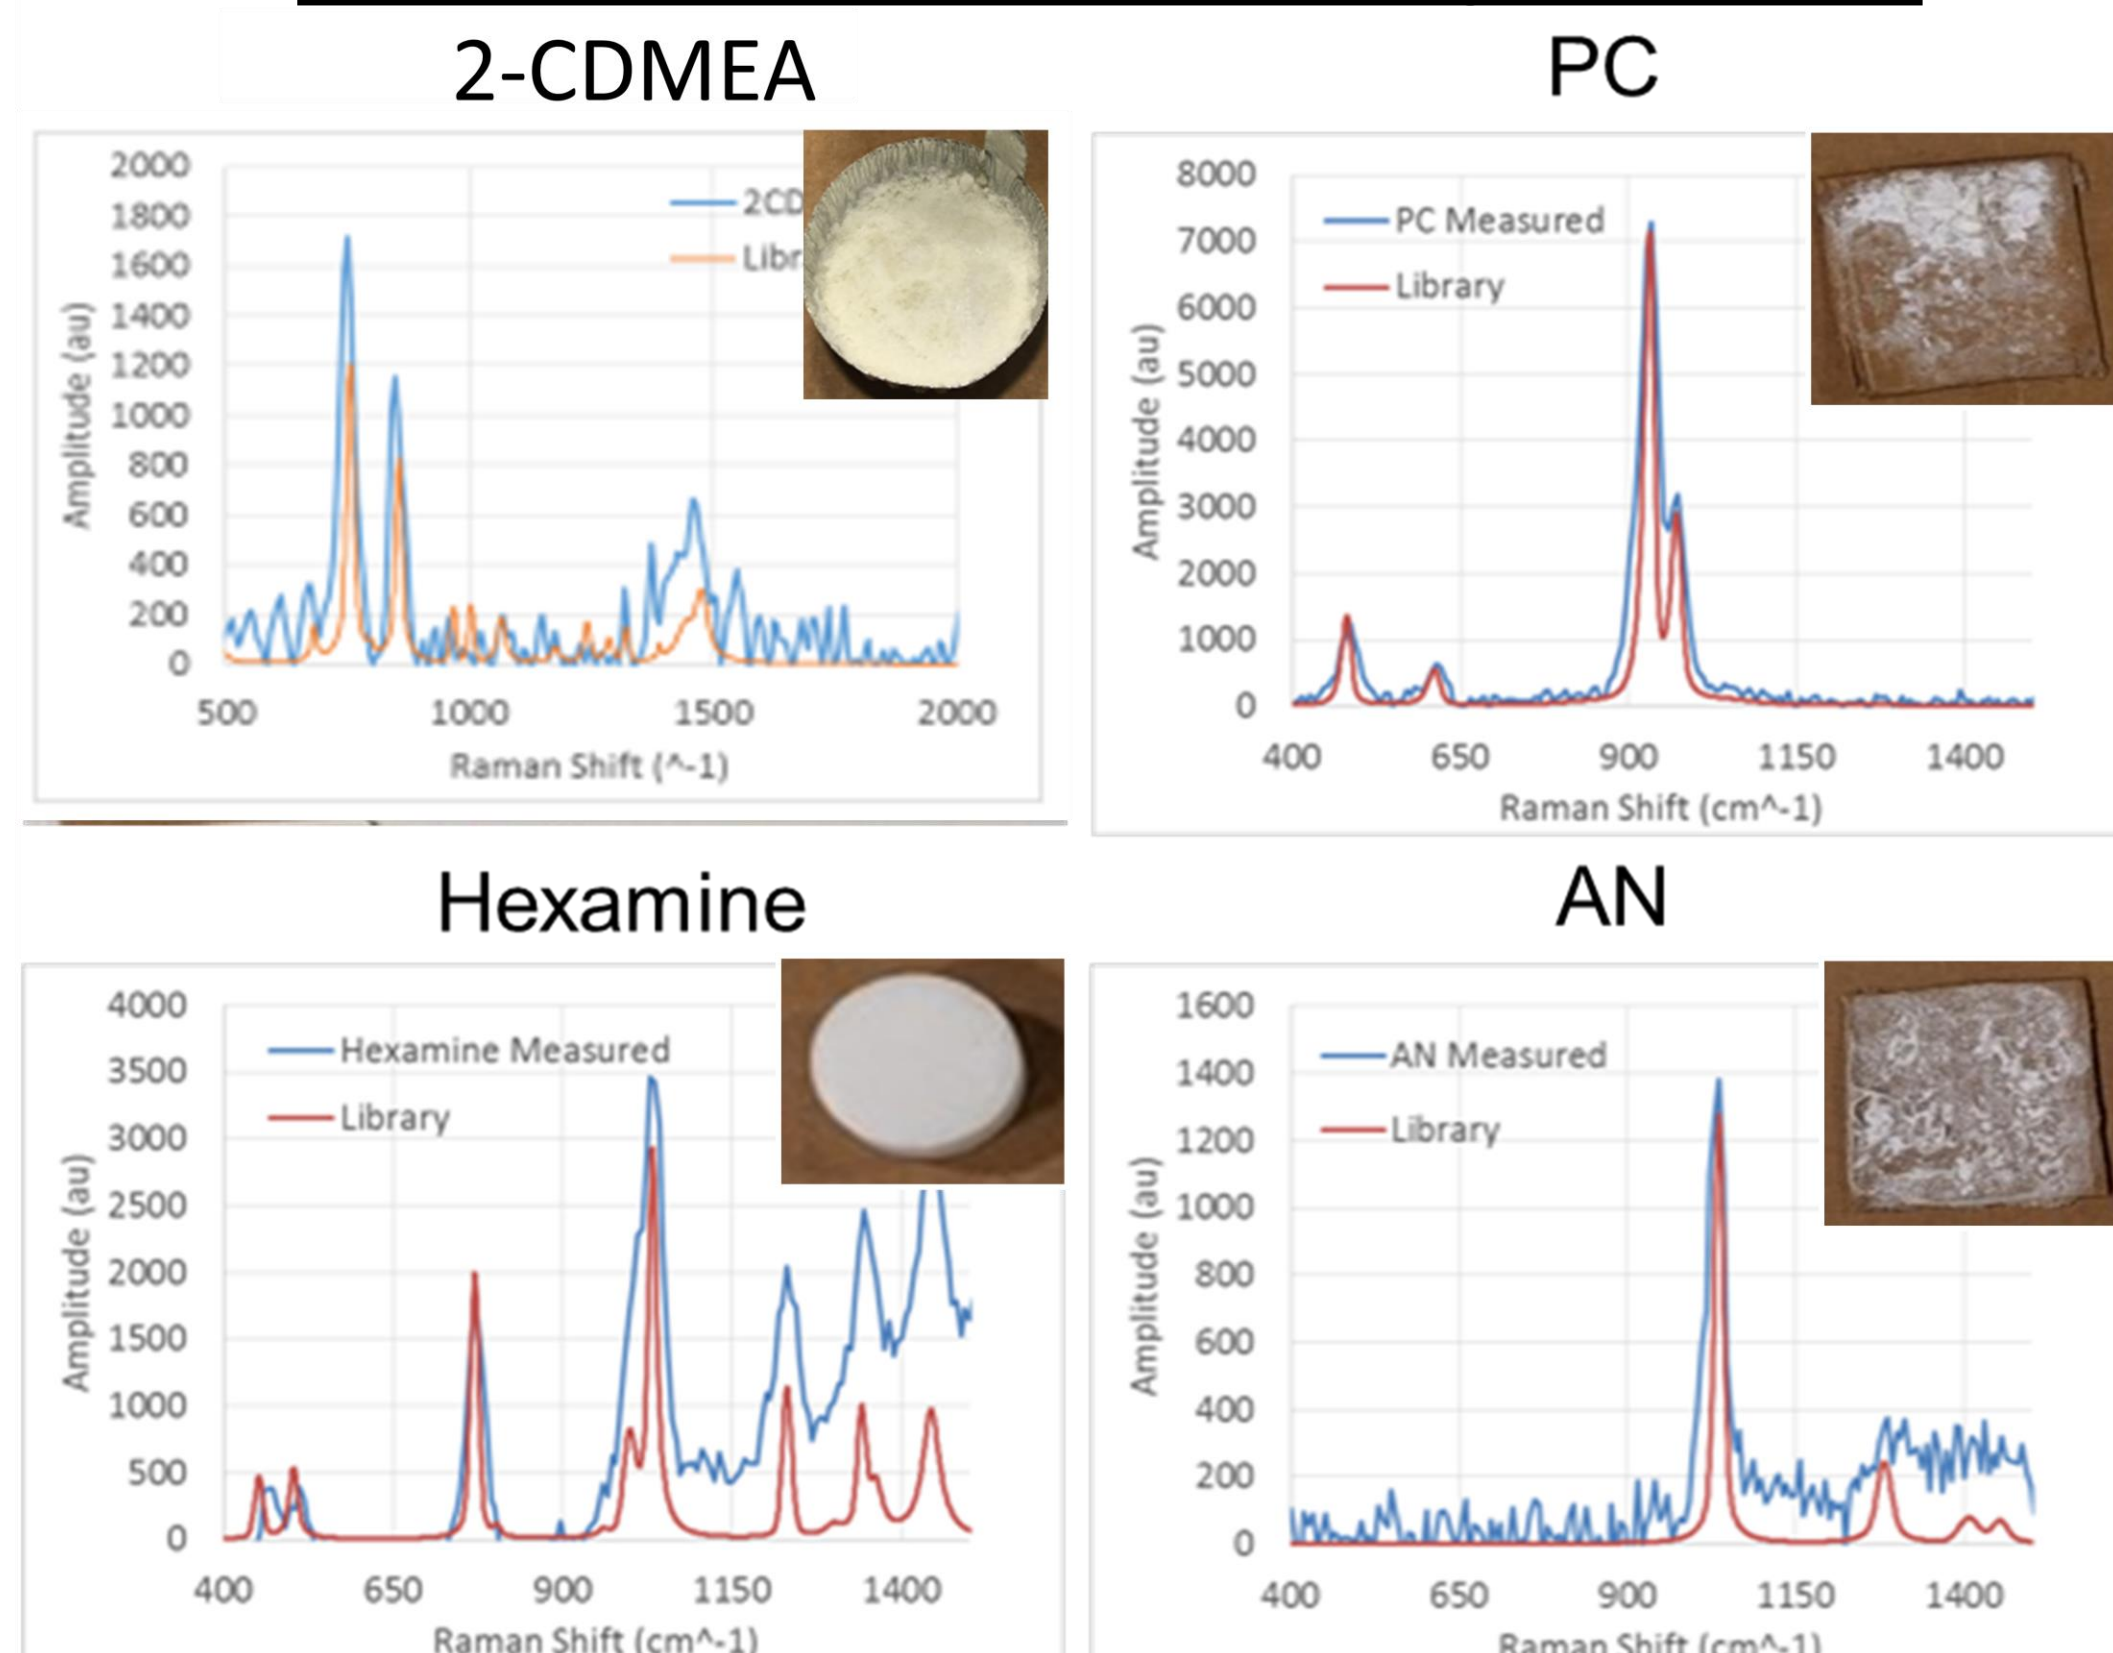 2-CDMEA
2000
1800
1600
1400
1200
1000
800
600
400
200
0
Amplitude (au)
2CD
Libr
500 1000 1500 2000
Raman Shift (^-1)
PC
8000
7000
6000
5000
4000
3000
2000
1000
0
Amplitude (au)
PC Measured
Library
400 650 900 1150 1400
Raman Shift (cm^-1)
Hexamine
4000
3500
3000
2500
2000
1500
1000
500
0
Amplitude (au)
Hexamine Measured
Library
400 650 900 1150 1400
Raman Shift (cm^-1)
AN
1600
1400
1200
1000
800
600
400
200
0
Amplitude (au)
AN Measured
Library
400 650 900 1150 1400
Raman Shift (cm^-1)